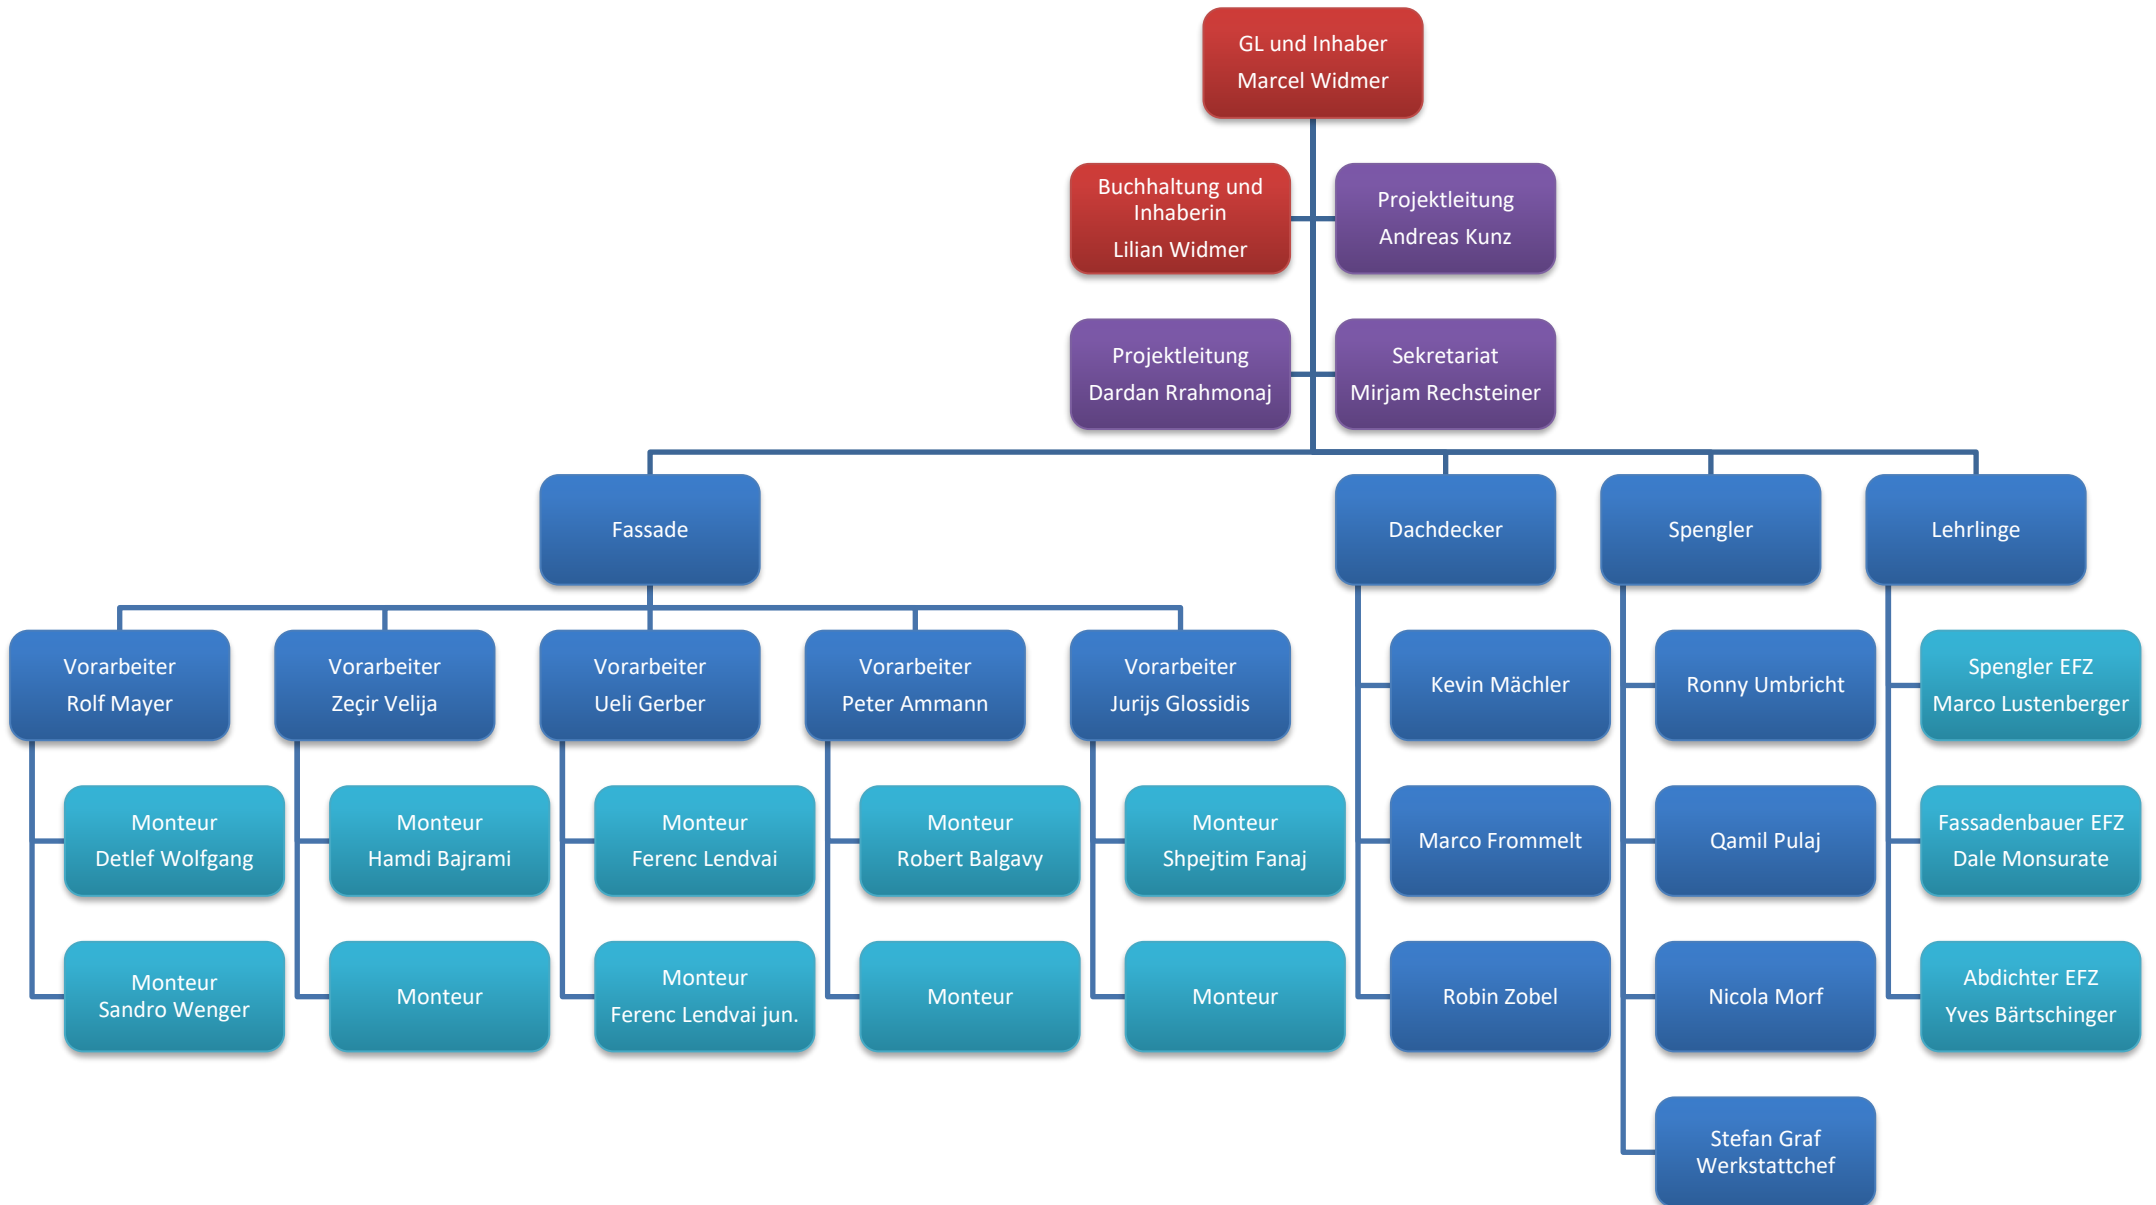 GL und Inhaber
Marcel Widmer
Buchhaltung und
Inhaberin
Lilian Widmer
Projektleitung
Andreas Kunz
Projektleitung
Dardan Rrahmonaj
Sekretariat
Mirjam Rechsteiner
Fassade
Dachdecker
Spengler
Lehrlinge
Vorarbeiter
Rolf Mayer
Vorarbeiter
Zeçir Velija
Vorarbeiter
Ueli Gerber
Vorarbeiter
Peter Ammann
Vorarbeiter
Jurijs Glossidis
Kevin Mächler
Ronny Umbricht
Spengler EFZ
Marco Lustenberger
Monteur
Detlef Wolfgang
Monteur
Hamdi Bajrami
Monteur
Ferenc Lendvai
Monteur
Robert Balgavy
Monteur
Shpejtim Fanaj
Marco Frommelt
Qamil Pulaj
Fassadenbauer EFZ
Dale Monsurate
Monteur
Sandro Wenger
Monteur
Monteur
Ferenc Lendvai jun.
Monteur
Monteur
Robin Zobel
Nicola Morf
Abdichter EFZ
Yves Bärtschinger
Stefan Graf
Werkstattchef